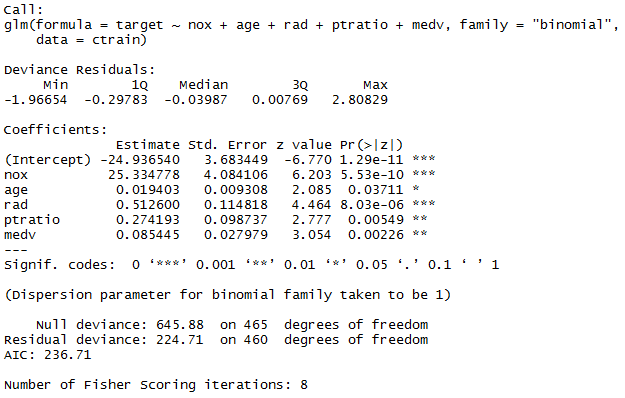 Call:
glm(formula = target ~ nox + age + rad + ptratio + medv, family = "binomial",
    data = ctrain)

Deviance Residuals:
     Min       1Q   Median       3Q      Max
-1.96654 -0.29783 -0.03987  0.00769  2.80829

Coefficients:
              Estimate Std. Error z value Pr(>|z|)
(Intercept) -24.936540   3.683449  -6.770 1.29e-11 ***
nox          25.334778   4.084106   6.203 5.53e-10 ***
age           0.019403   0.009308   2.085  0.03711 *
rad           0.512600   0.114818   4.464 8.03e-06 ***
ptratio       0.274193   0.098737   2.777  0.00549 **
medv          0.085445   0.027979   3.054  0.00226 **
---
Signif. codes:  0 ‘***’ 0.001 ‘**’ 0.01 ‘*’ 0.05 ‘.’ 0.1 ‘ ’ 1

(Dispersion parameter for binomial family taken to be 1)

    Null deviance: 645.88  on 465  degrees of freedom
Residual deviance: 224.71  on 460  degrees of freedom
AIC: 236.71

Number of Fisher Scoring iterations: 8